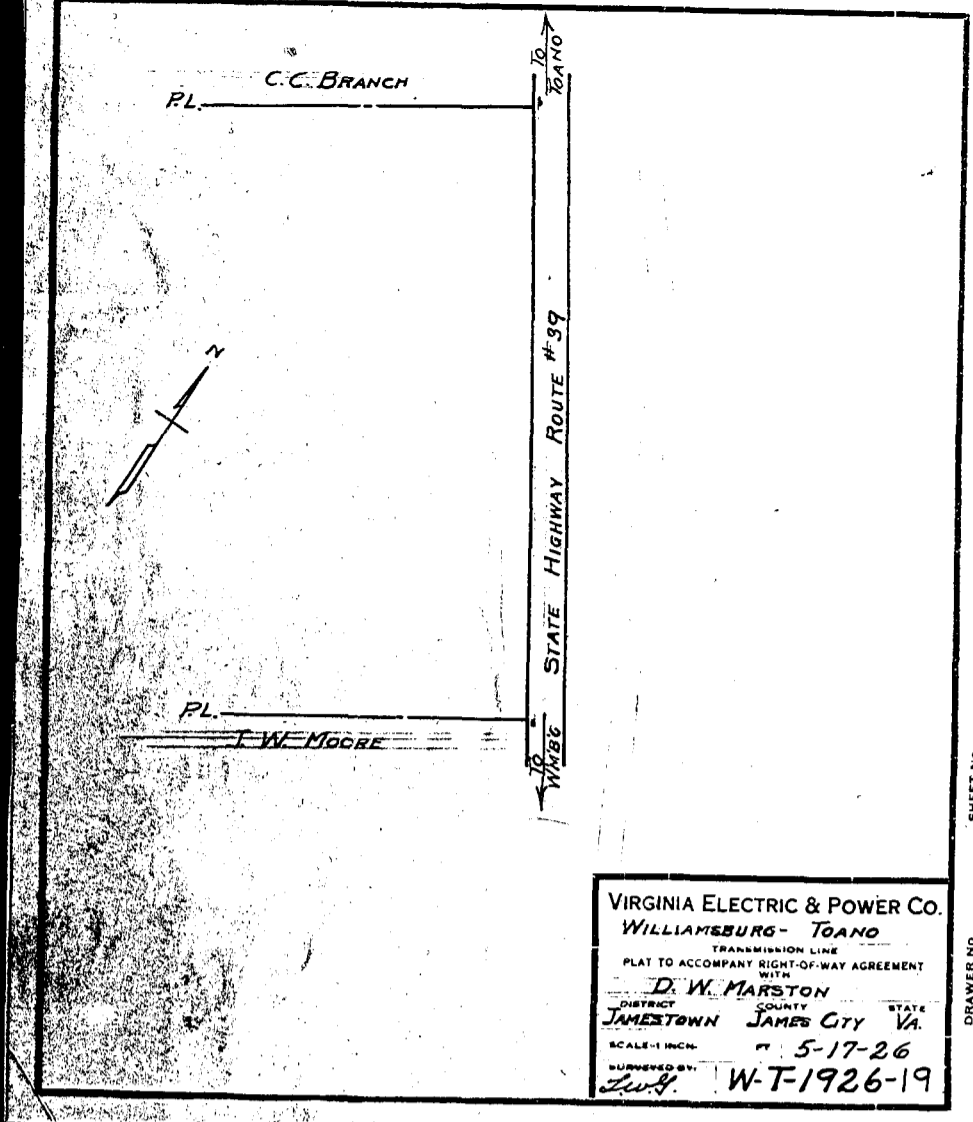 C.C. BRANCH
P.L.
TO
TOANO
N
STATE HIGHWAY ROUTE #39
P.L.
T. W. MOORE
TO
WM'B'G
SHEET NO.
DRAWER NO.
VIRGINIA ELECTRIC & POWER CO.
WILLIAMSBURG - TOANO
TRANSMISSION LINE
PLAT TO ACCOMPANY RIGHT-OF-WAY AGREEMENT
WITH
D. W. MARSTON
DISTRICT COUNTY STATE
JAMESTOWN JAMES CITY VA.
SCALE-1 INCH- FT 5-17-26
SURVEYED BY:
W-T-1926-19